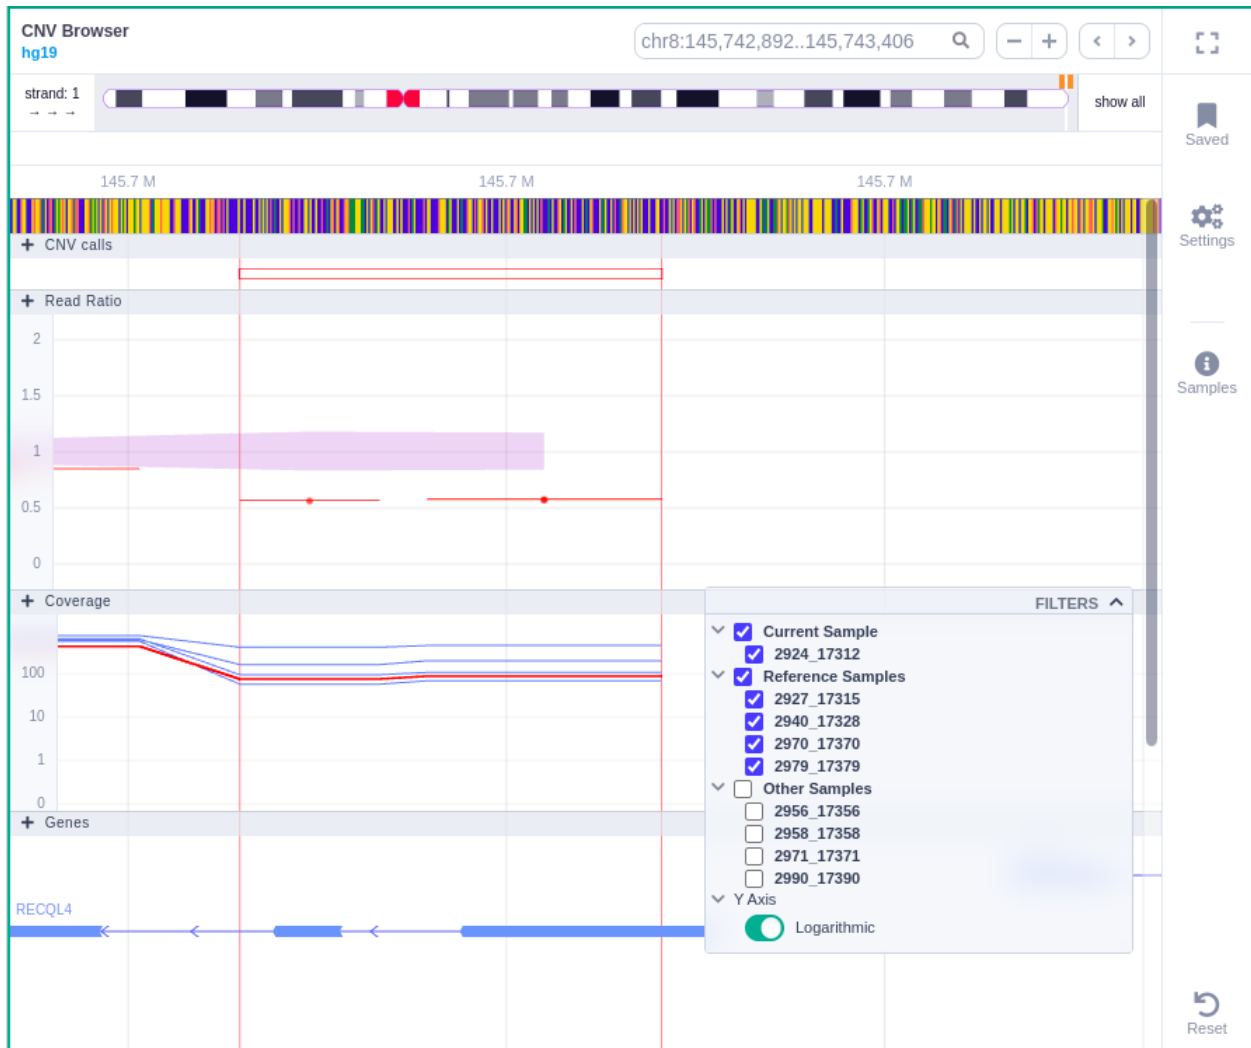 CNV Browser
hg19
chr8:145,742,892..145,743,406
strand: 1
→ → →
show all
Saved
145.7 M 145.7 M 145.7 M
Settings
+ CNV calls
+ Read Ratio
2
1.5
1
0.5
0
Samples
+ Coverage
100
10
1
0
FILTERS
Current Sample
2924_17312
Reference Samples
2927_17315
2940_17328
2970_17370
2979_17379
Other Samples
2956_17356
2958_17358
2971_17371
2990_17390
Y Axis
Logarithmic
+ Genes
RECQL4
Reset